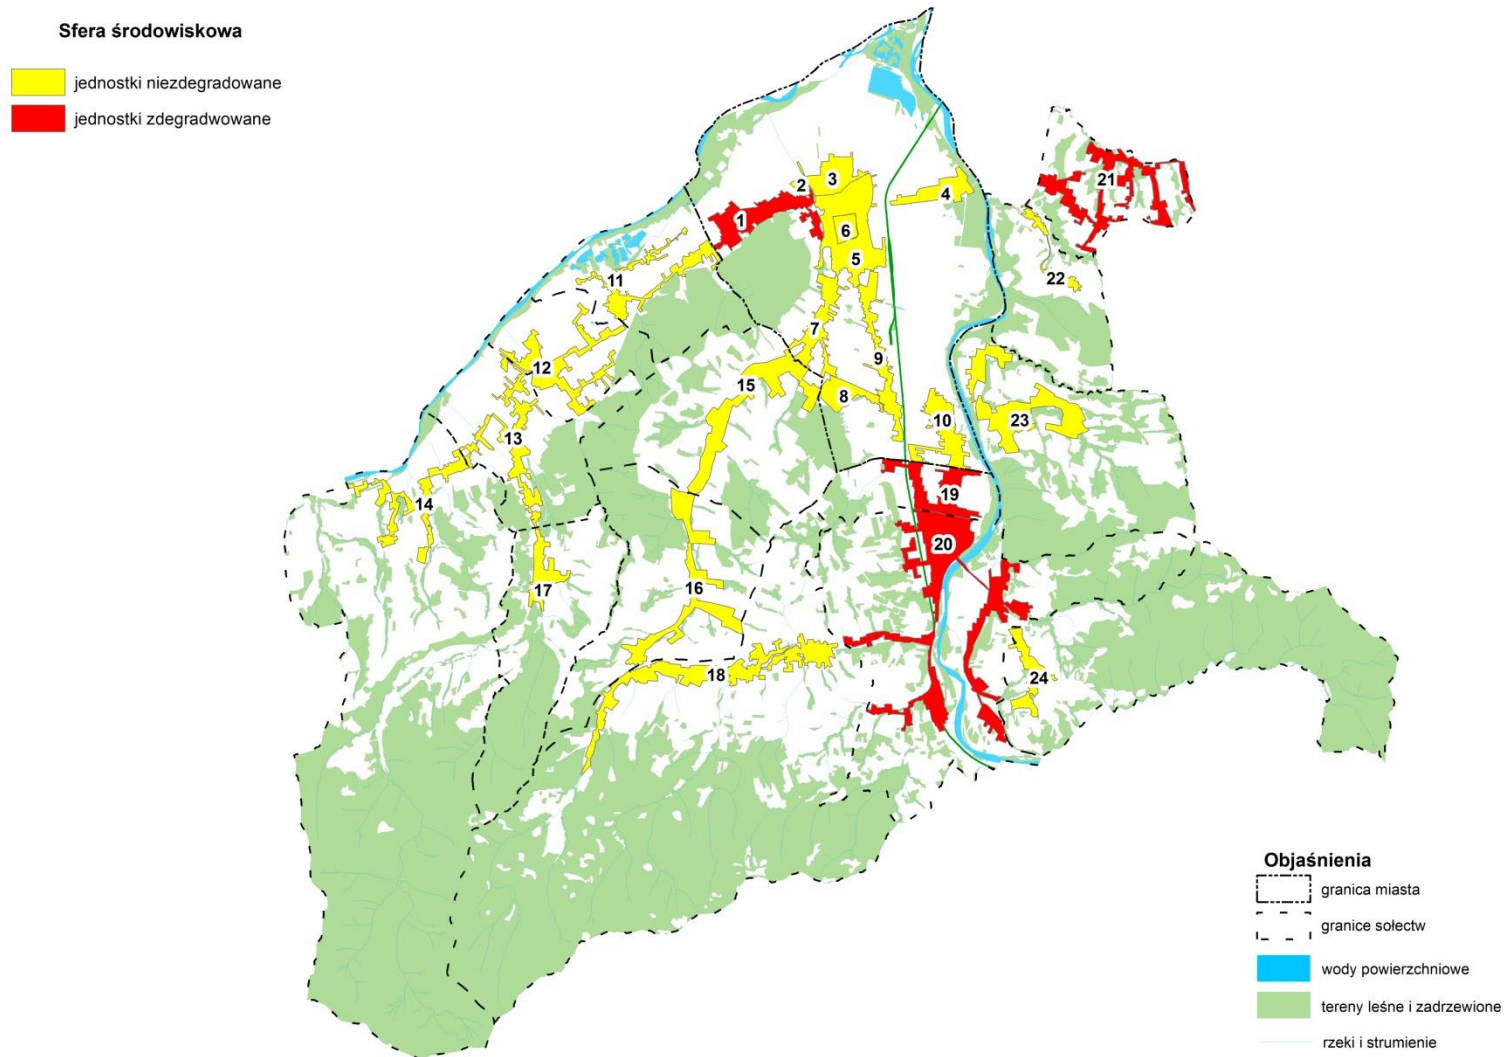 Sfera środowiskowa
jednostki niezdegradowane
jednostki zdegradwowane
21
2
3
4
1
6
5
22
11
7
9
12
15
8
10
23
13
19
14
20
17
16
18
24
Objaśnienia
granica miasta
granice sołectw
wody powierzchniowe
tereny leśne i zadrzewione
rzeki i strumienie